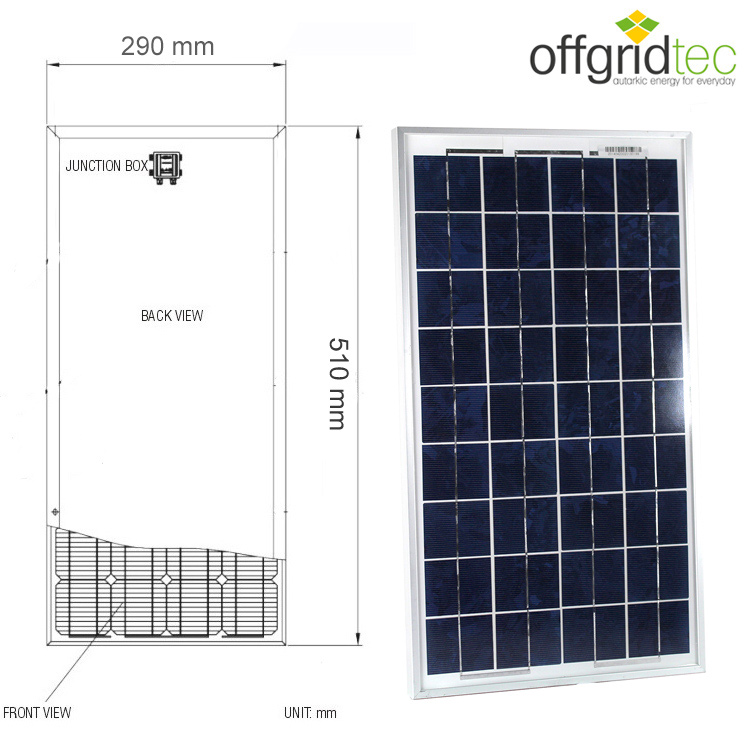 290 mm
offgridtec
autarkic energy for everyday
JUNCTION BOX
BACK VIEW
510 mm
FRONT VIEW
UNIT: mm